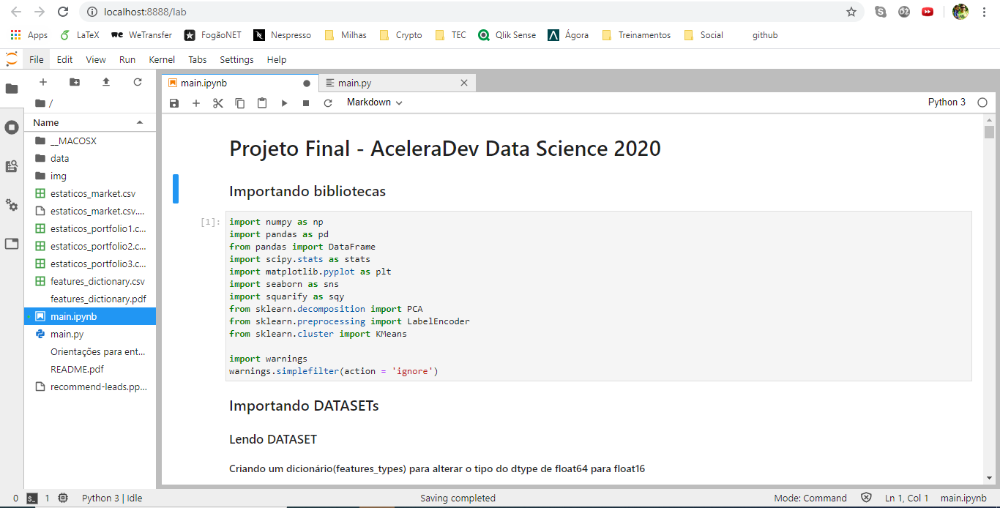 localhost:8888/lab
Apps LaTeX WeTransfer FogãoNET Nespresso Milhas Crypto TEC Qlik Sense Ágora Treinamentos Social github
File Edit View Run Kernel Tabs Settings Help
main.ipynb main.py
/
Markdown Python 3
Name
__MACOSX
data
img
estaticos_market.csv
estaticos_market.csv....
estaticos_portfolio1.c...
estaticos_portfolio2.c...
estaticos_portfolio3.c...
features_dictionary.csv
features_dictionary.pdf
main.ipynb
main.py
Orientações para ent...
README.pdf
recommend-leads.pp...
Projeto Final - AceleraDev Data Science 2020
Importando bibliotecas
[1]: import numpy as np
import pandas as pd
from pandas import DataFrame
import scipy.stats as stats
import matplotlib.pyplot as plt
import seaborn as sns
import squarify as sqy
from sklearn.decomposition import PCA
from sklearn.preprocessing import LabelEncoder
from sklearn.cluster import KMeans
import warnings
warnings.simplefilter(action = 'ignore')
Importando DATASETs
Lendo DATASET
Criando um dicionário(features_types) para alterar o tipo do dtype de float64 para float16
0 $_ 1 Python 3 | Idle Saving completed Mode: Command Ln 1, Col 1 main.ipynb